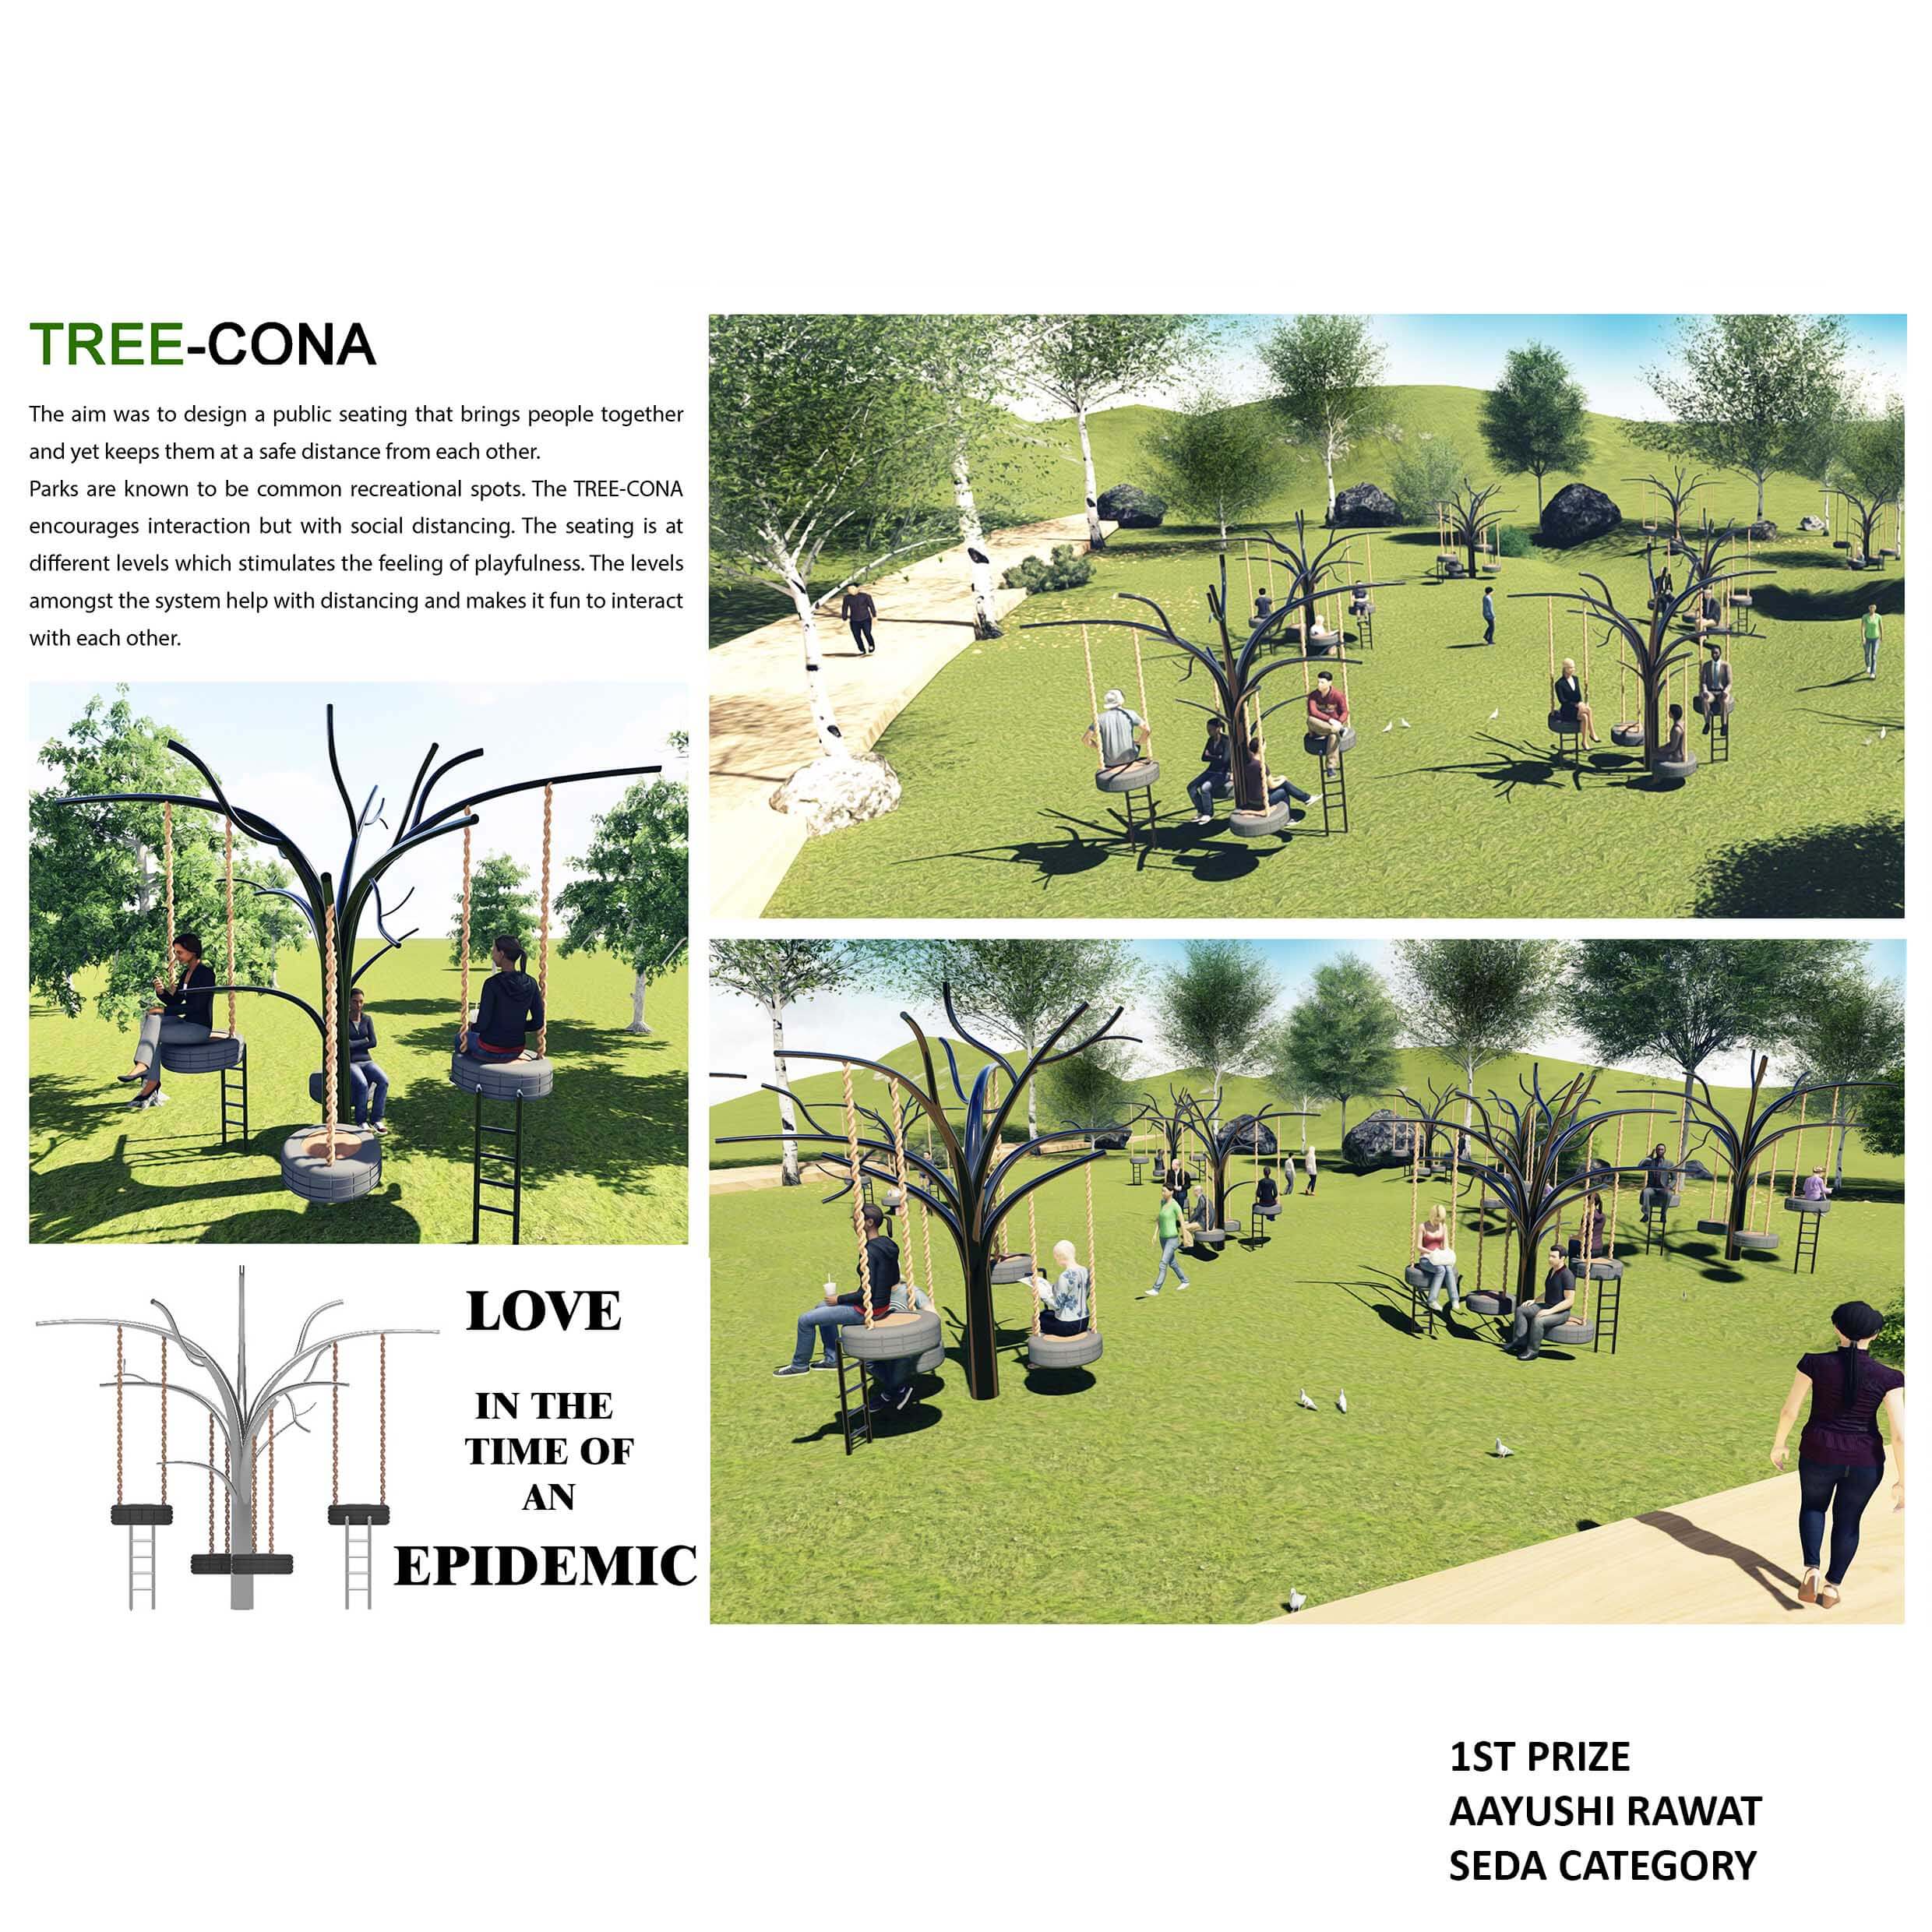 TREE-CONA
The aim was to design a public seating that brings people together
and yet keeps them at a safe distance from each other.
Parks are known to be common recreational spots. The TREE-CONA
encourages interaction but with social distancing. The seating is at
different levels which stimulates the feeling of playfulness. The levels
amongst the system help with distancing and makes it fun to interact
with each other.
LOVE
IN THE
TIME OF
AN
EPIDEMIC
1ST PRIZE
AAYUSHI RAWAT
SEDA CATEGORY